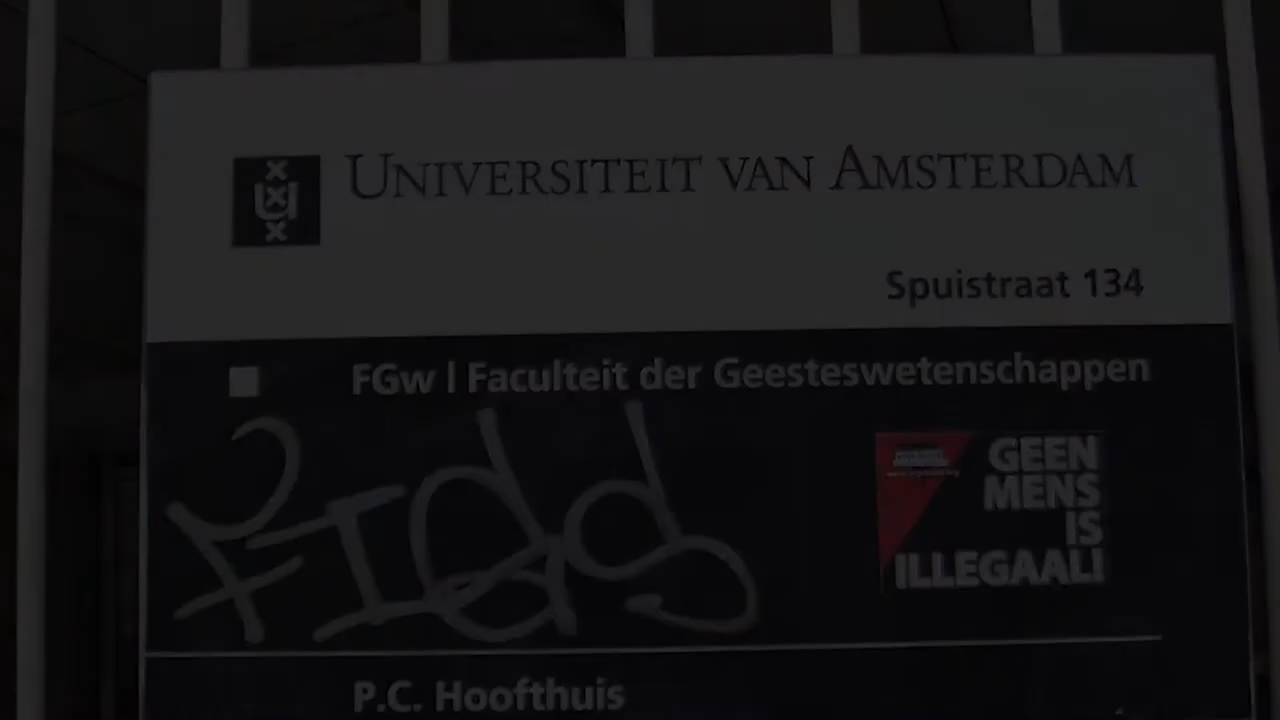 UNIVERSITEIT VAN AMSTERDAM
Spuistraat 134
FGw | Faculteit der Geesteswetenschappen
GEEN
MENS
IS
ILLEGAAL!
P.C. Hoofthuis